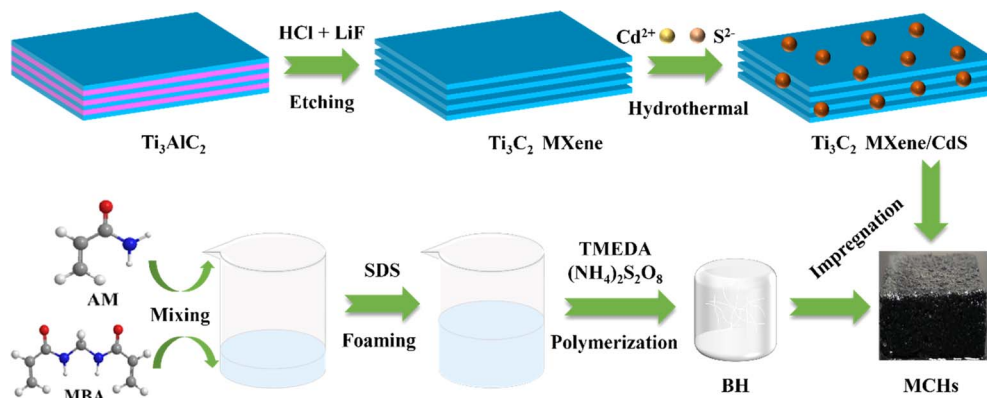 HCl + LiF
Etching
Cd²⁺
S²⁻
Hydrothermal
Ti₃AlC₂
Ti₃C₂ MXene
Ti₃C₂ MXene/CdS
Impregnation
AM
Mixing
MBA
SDS
Foaming
TMEDA
(NH₄)₂S₂O₈
Polymerization
BH
MCHs